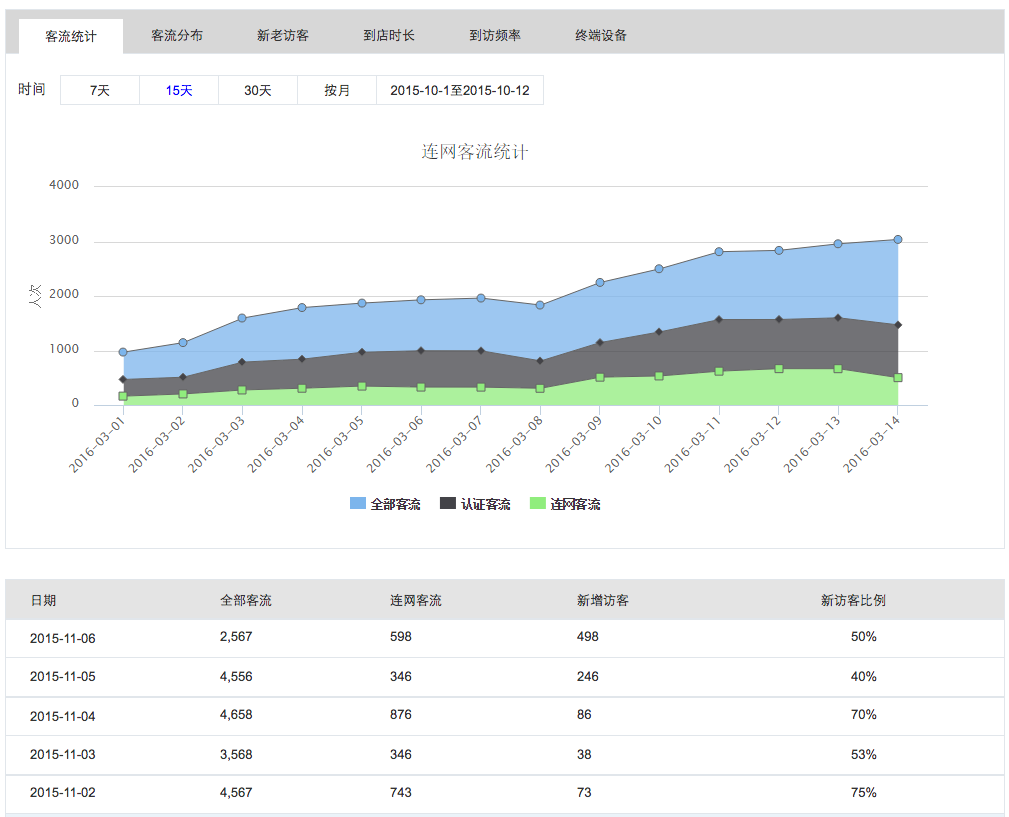 客流统计 客流分布 新老访客 到店时长 到访频率 终端设备
时间 7天 15天 30天 按月 2015-10-1至2015-10-12
连网客流统计
4000
3000
2000
1000
0
人次
2016-03-01 2016-03-02 2016-03-03 2016-03-04 2016-03-05 2016-03-06 2016-03-07 2016-03-08 2016-03-09 2016-03-10 2016-03-11 2016-03-12 2016-03-13 2016-03-14
全部客流 认证客流 连网客流
日期 全部客流 连网客流 新增访客 新访客比例
2015-11-06 2,567 598 498 50%
2015-11-05 4,556 346 246 40%
2015-11-04 4,658 876 86 70%
2015-11-03 3,568 346 38 53%
2015-11-02 4,567 743 73 75%